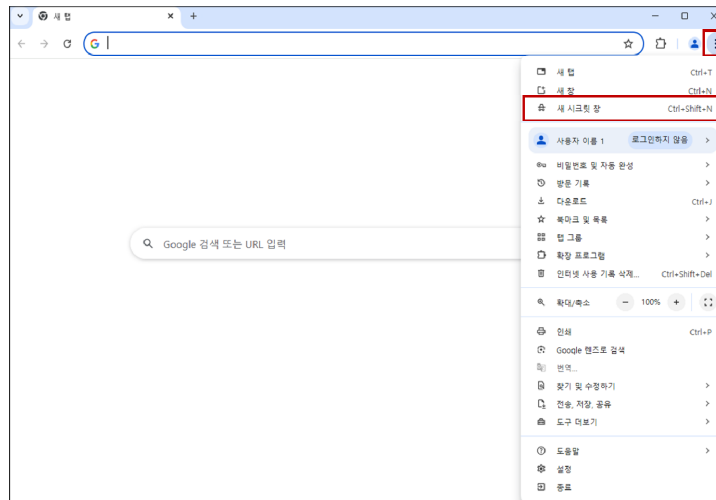 새 탭
새 탭 Ctrl+T
새 창 Ctrl+N
새 시크릿 창 Ctrl+Shift+N
사용자 이름 1 로그인하지 않음
비밀번호 및 자동 완성
방문 기록
다운로드 Ctrl+J
북마크 및 목록
탭 그룹
확장 프로그램
인터넷 사용 기록 삭제... Ctrl+Shift+Del
Google 검색 또는 URL 입력
확대/축소 − 100% +
인쇄 Ctrl+P
Google 렌즈로 검색
번역...
찾기 및 수정하기
전송, 저장, 공유
도구 더보기
도움말
설정
종료